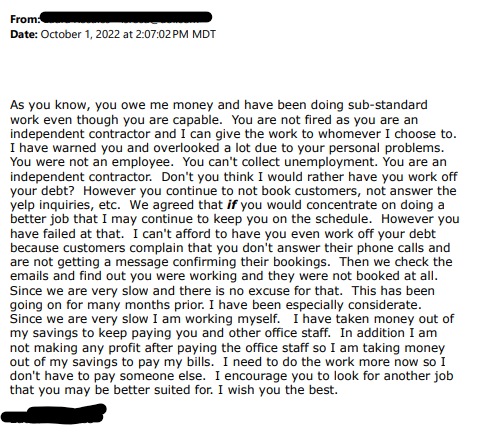 From:
Date: October 1, 2022 at 2:07:02 PM MDT
As you know, you owe me money and have been doing sub-standard
work even though you are capable.  You are not fired as you are an
independent contractor and I can give the work to whomever I choose to.
I have warned you and overlooked a lot due to your personal problems.
You were not an employee.  You can't collect unemployment. You are an
independent contractor.  Don't you think I would rather have you work off
your debt?  However you continue to not book customers, not answer the
yelp inquiries, etc.  We agreed that if you would concentrate on doing a
better job that I may continue to keep you on the schedule.  However you
have failed at that.  I can't afford to have you even work off your debt
because customers complain that you don't answer their phone calls and
are not getting a message confirming their bookings.  Then we check the
emails and find out you were working and they were not booked at all.
Since we are very slow and there is no excuse for that.  This has been
going on for many months prior. I have been especially considerate.
Since we are very slow I am working myself.   I have taken money out of
my savings to keep paying you and other office staff.  In addition I am
not making any profit after paying the office staff so I am taking money
out of my savings to pay my bills.  I need to do the work more now so I
don't have to pay someone else.  I encourage you to look for another job
that you may be better suited for. I wish you the best.